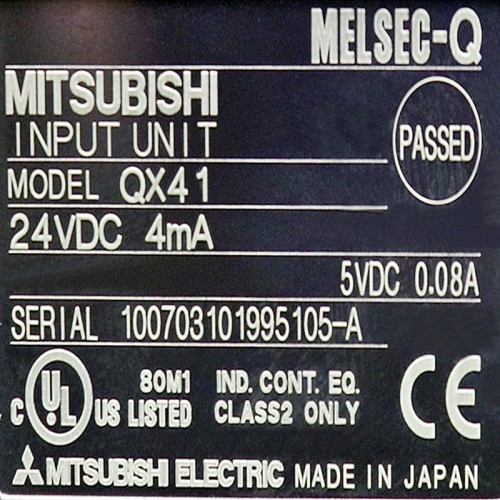 MELSEC-Q
MITSUBISHI
INPUT UNIT
PASSED
MODEL QX41
24VDC 4mA
5VDC 0.08A
SERIAL 100703101995105-A
C UL US LISTED 80M1 IND. CONT. EQ. CLASS2 ONLY CE
MITSUBISHI ELECTRIC MADE IN JAPAN